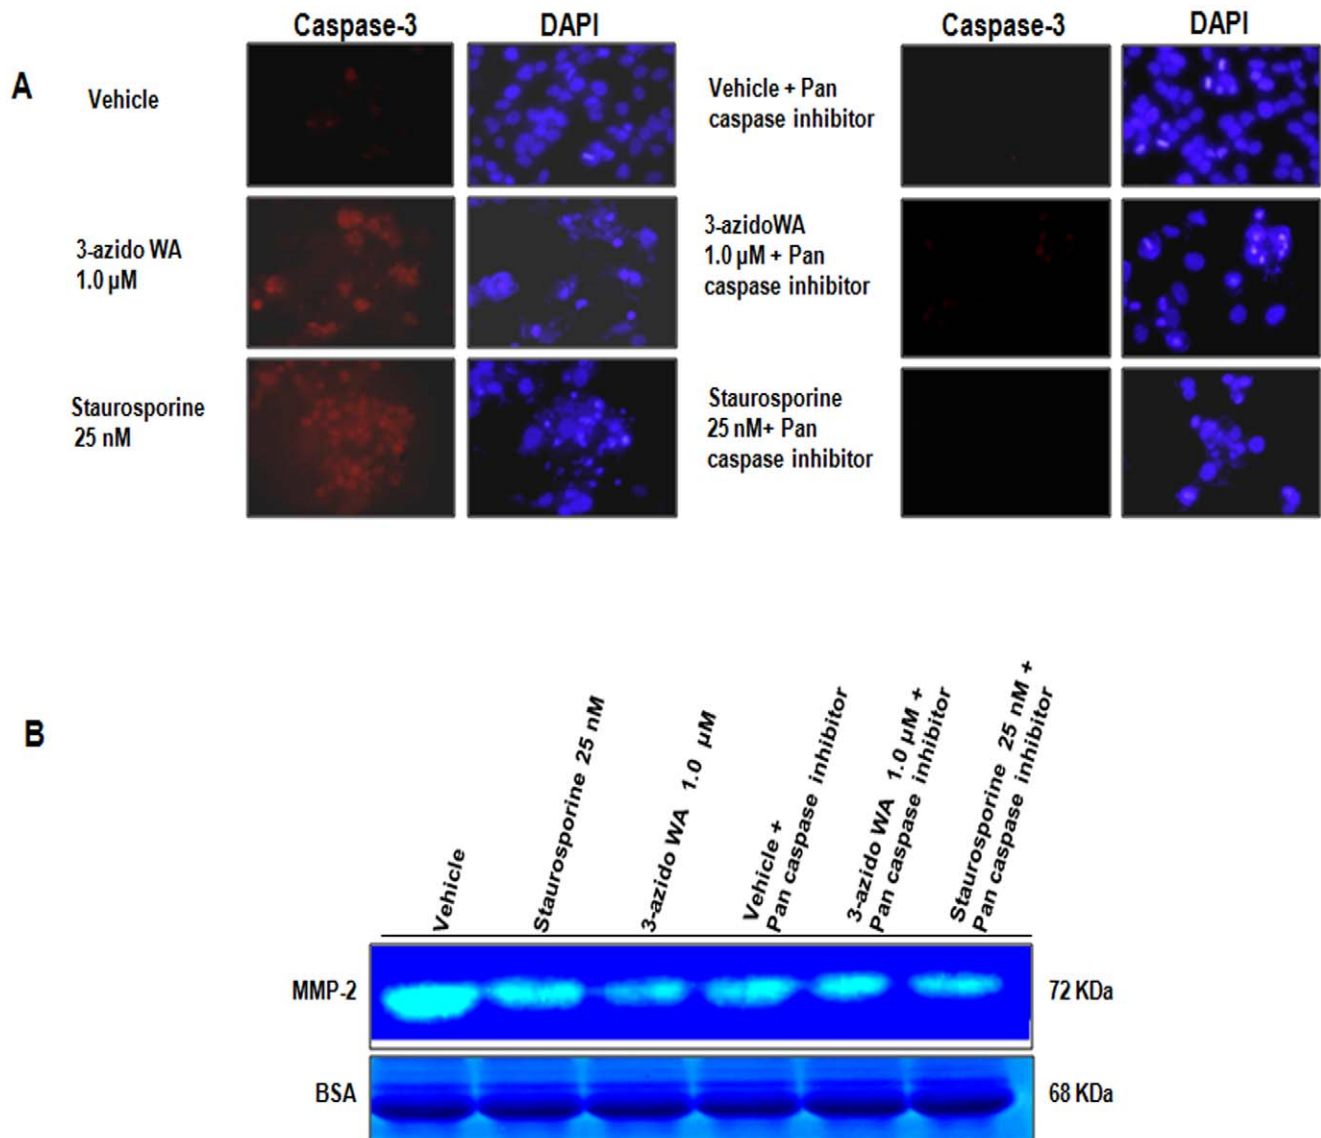 Caspase-3 DAPI Caspase-3 DAPI
A
Vehicle
Vehicle + Pan
caspase inhibitor
3-azido WA
1.0 µM
3-azidoWA
1.0 µM + Pan
caspase inhibitor
Staurosporine
25 nM
Staurosporine
25 nM+ Pan
caspase inhibitor
B
Vehicle
Staurosporine 25 nM
3-azido WA 1.0 µM
Vehicle +
Pan caspase inhibitor
3-azido WA 1.0 µM +
Pan caspase inhibitor
Staurosporine 25 nM +
Pan caspase inhibitor
MMP-2 72 KDa
BSA 68 KDa